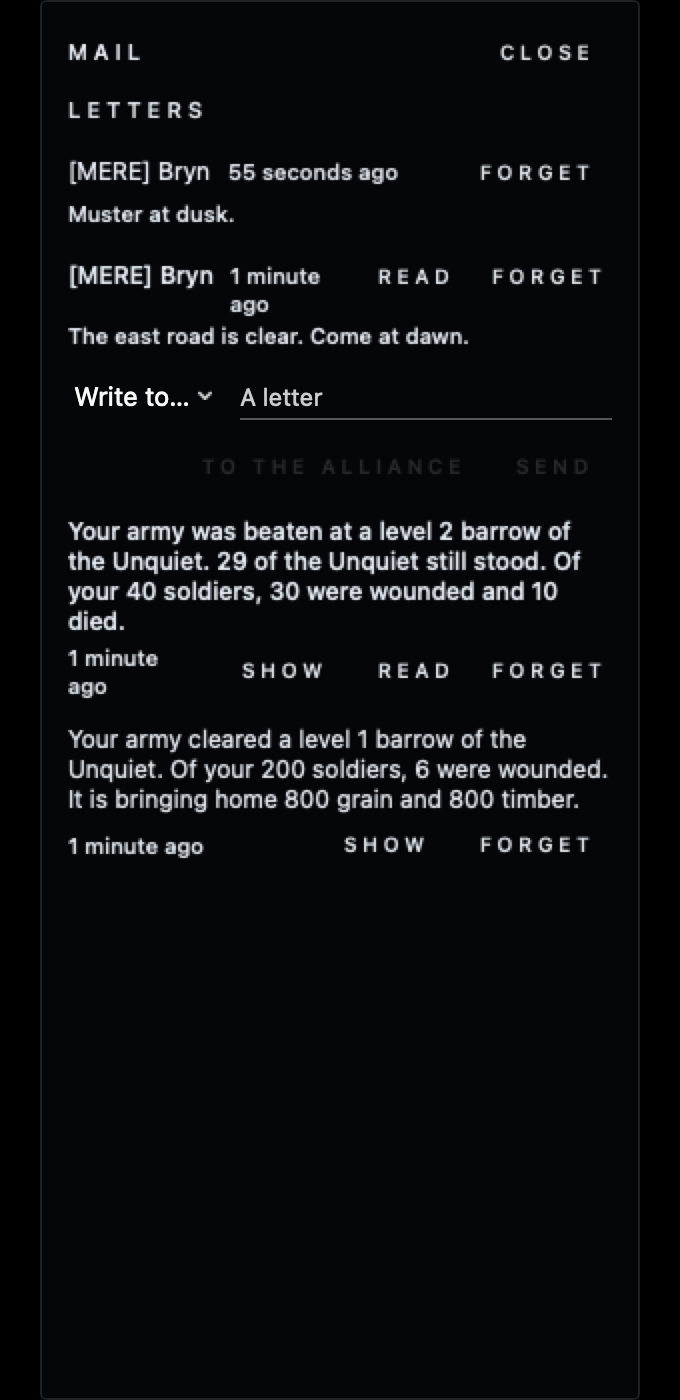 MAIL CLOSE
LETTERS
[MERE] Bryn 55 seconds ago FORGET
Muster at dusk.
[MERE] Bryn 1 minute ago READ FORGET
The east road is clear. Come at dawn.
Write to... A letter
TO THE ALLIANCE SEND
Your army was beaten at a level 2 barrow of
the Unquiet. 29 of the Unquiet still stood. Of
your 40 soldiers, 30 were wounded and 10
died.
1 minute ago SHOW READ FORGET
Your army cleared a level 1 barrow of the
Unquiet. Of your 200 soldiers, 6 were wounded.
It is bringing home 800 grain and 800 timber.
1 minute ago SHOW FORGET